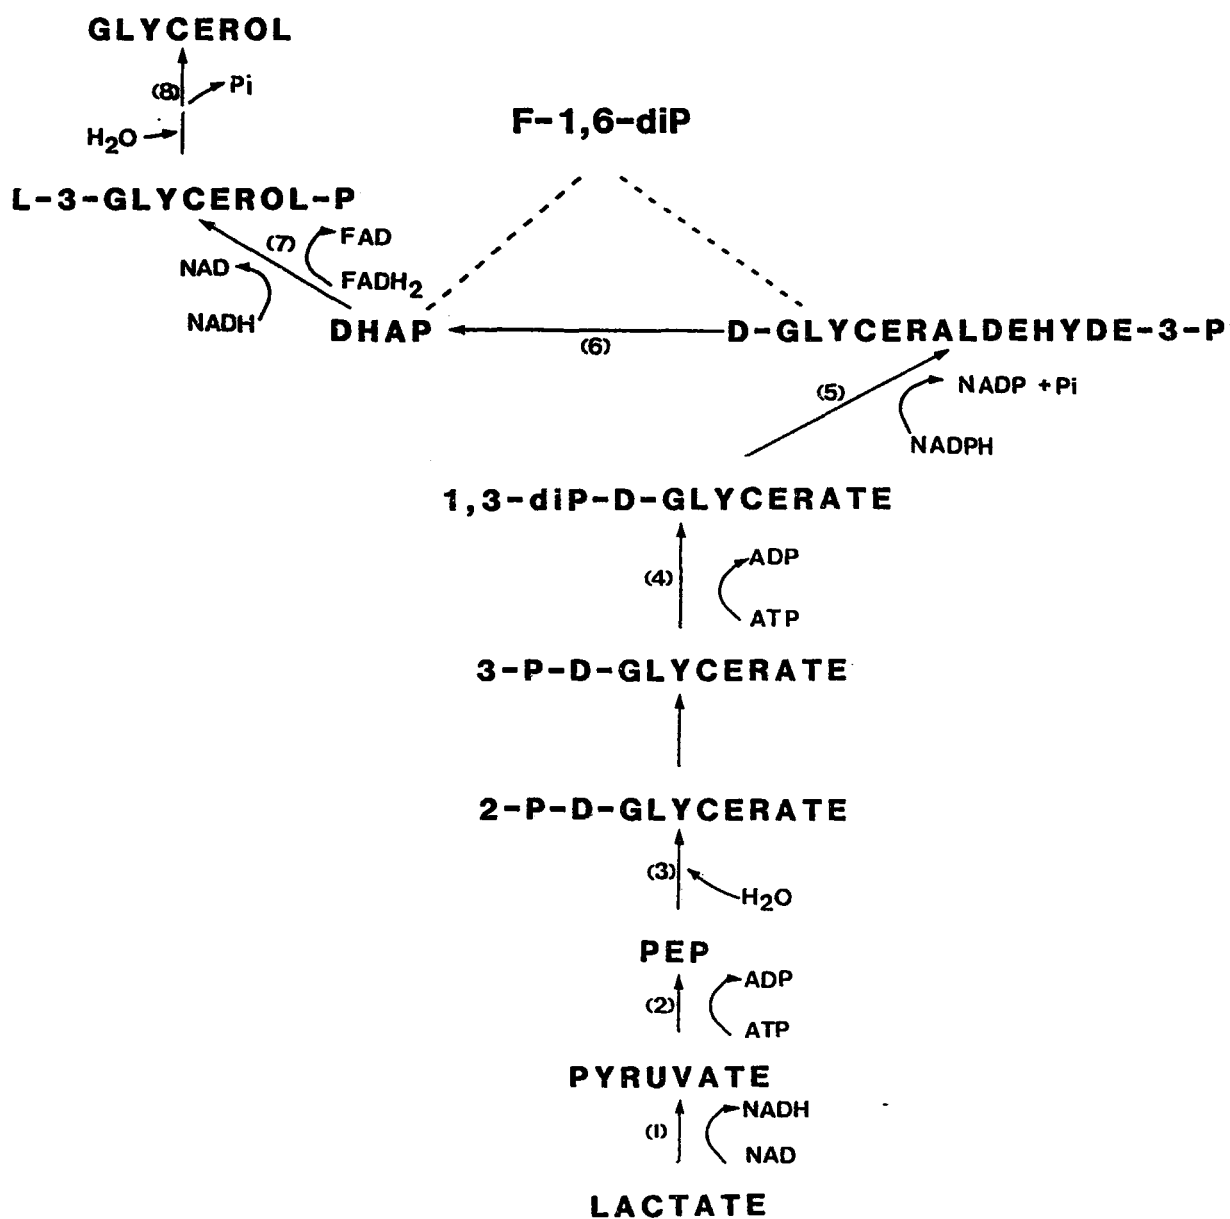 GLYCEROL
(8)
Pi
H2O
F-1,6-diP
L-3-GLYCEROL-P
(7)
FAD
NAD
FADH2
NADH
DHAP
(6)
D-GLYCERALDEHYDE-3-P
(5)
NADP +Pi
NADPH
1,3-diP-D-GLYCERATE
(4)
ADP
ATP
3-P-D-GLYCERATE
2-P-D-GLYCERATE
(3)
H2O
PEP
(2)
ADP
ATP
PYRUVATE
(1)
NADH
NAD
LACTATE